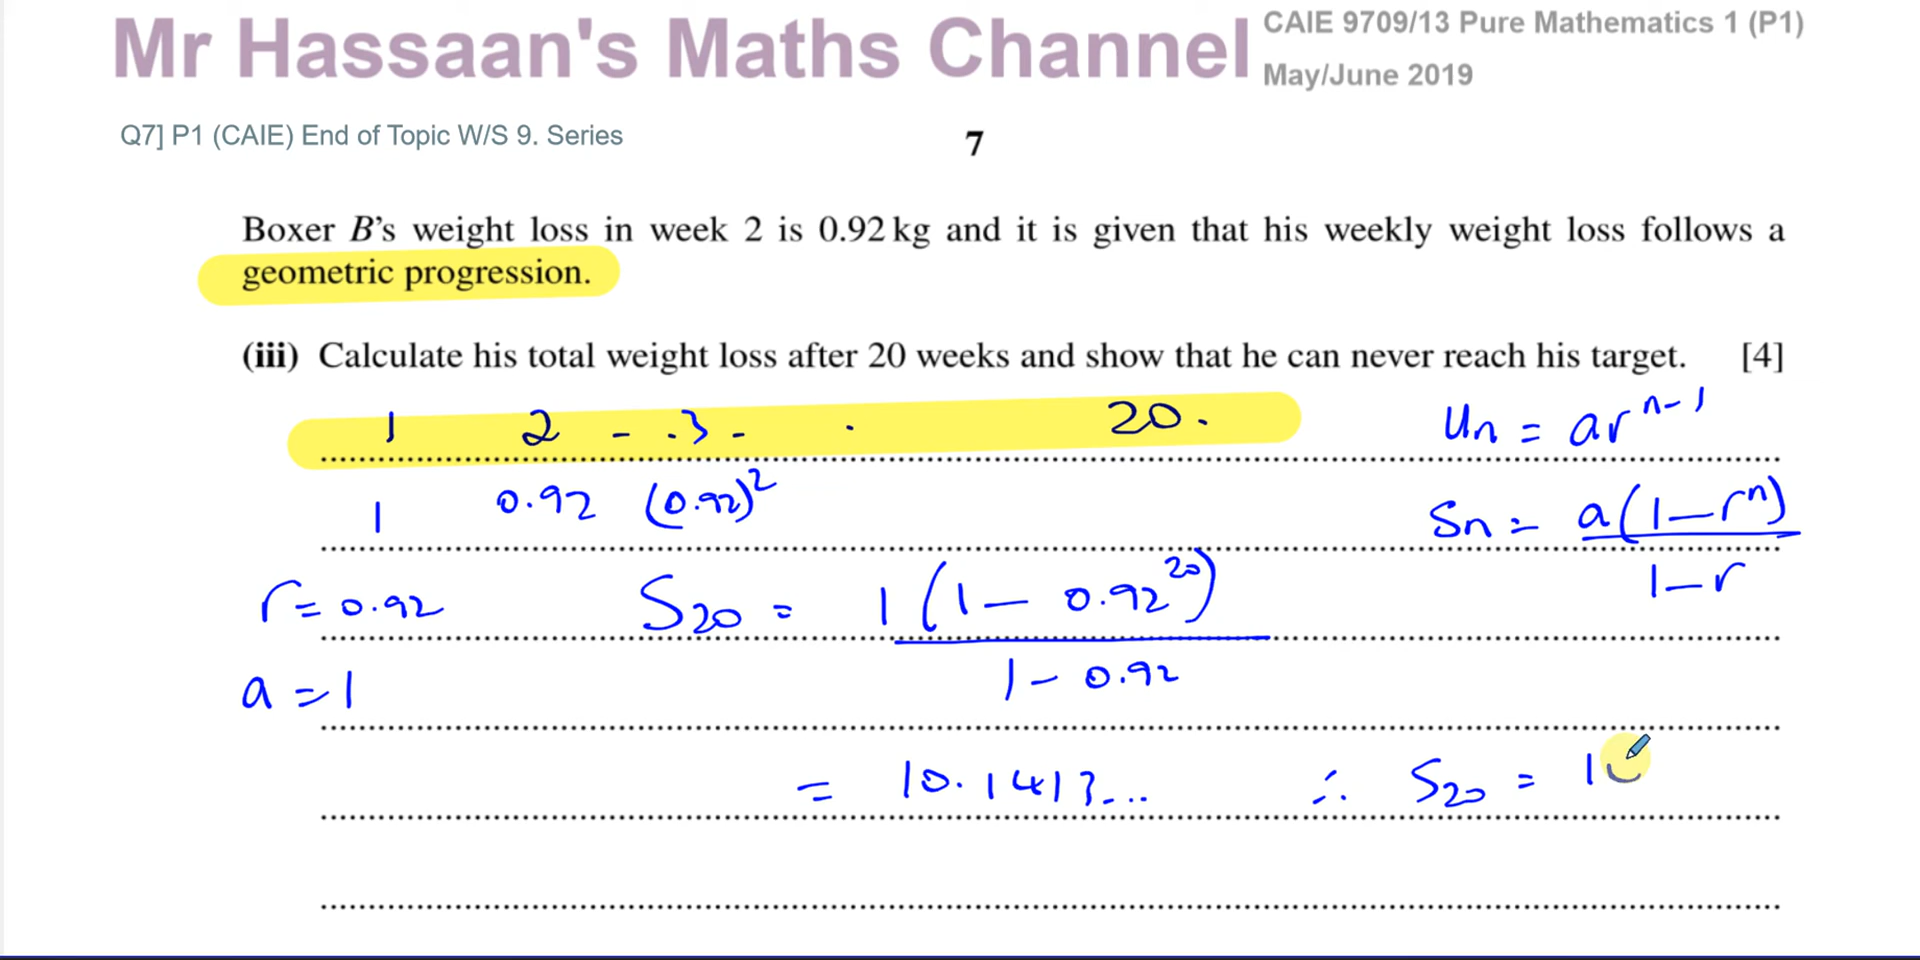 Mr Hassaan's Maths Channel
CAIE 9709/13 Pure Mathematics 1 (P1)
May/June 2019
Q7] P1 (CAIE) End of Topic W/S 9. Series
7
Boxer B's weight loss in week 2 is 0.92 kg and it is given that his weekly weight loss follows a
geometric progression.
(iii) Calculate his total weight loss after 20 weeks and show that he can never reach his target. [4]
1 2 - . 3 - . 20.
Un = ar^(n-1)
1 0.92 (0.92)²
Sn = a(1-rⁿ)
1-r
r = 0.92
S₂₀ = 1(1 - 0.92²⁰)
1 - 0.92
a = 1
= 10.1413... ∴ S₂₀ = 10